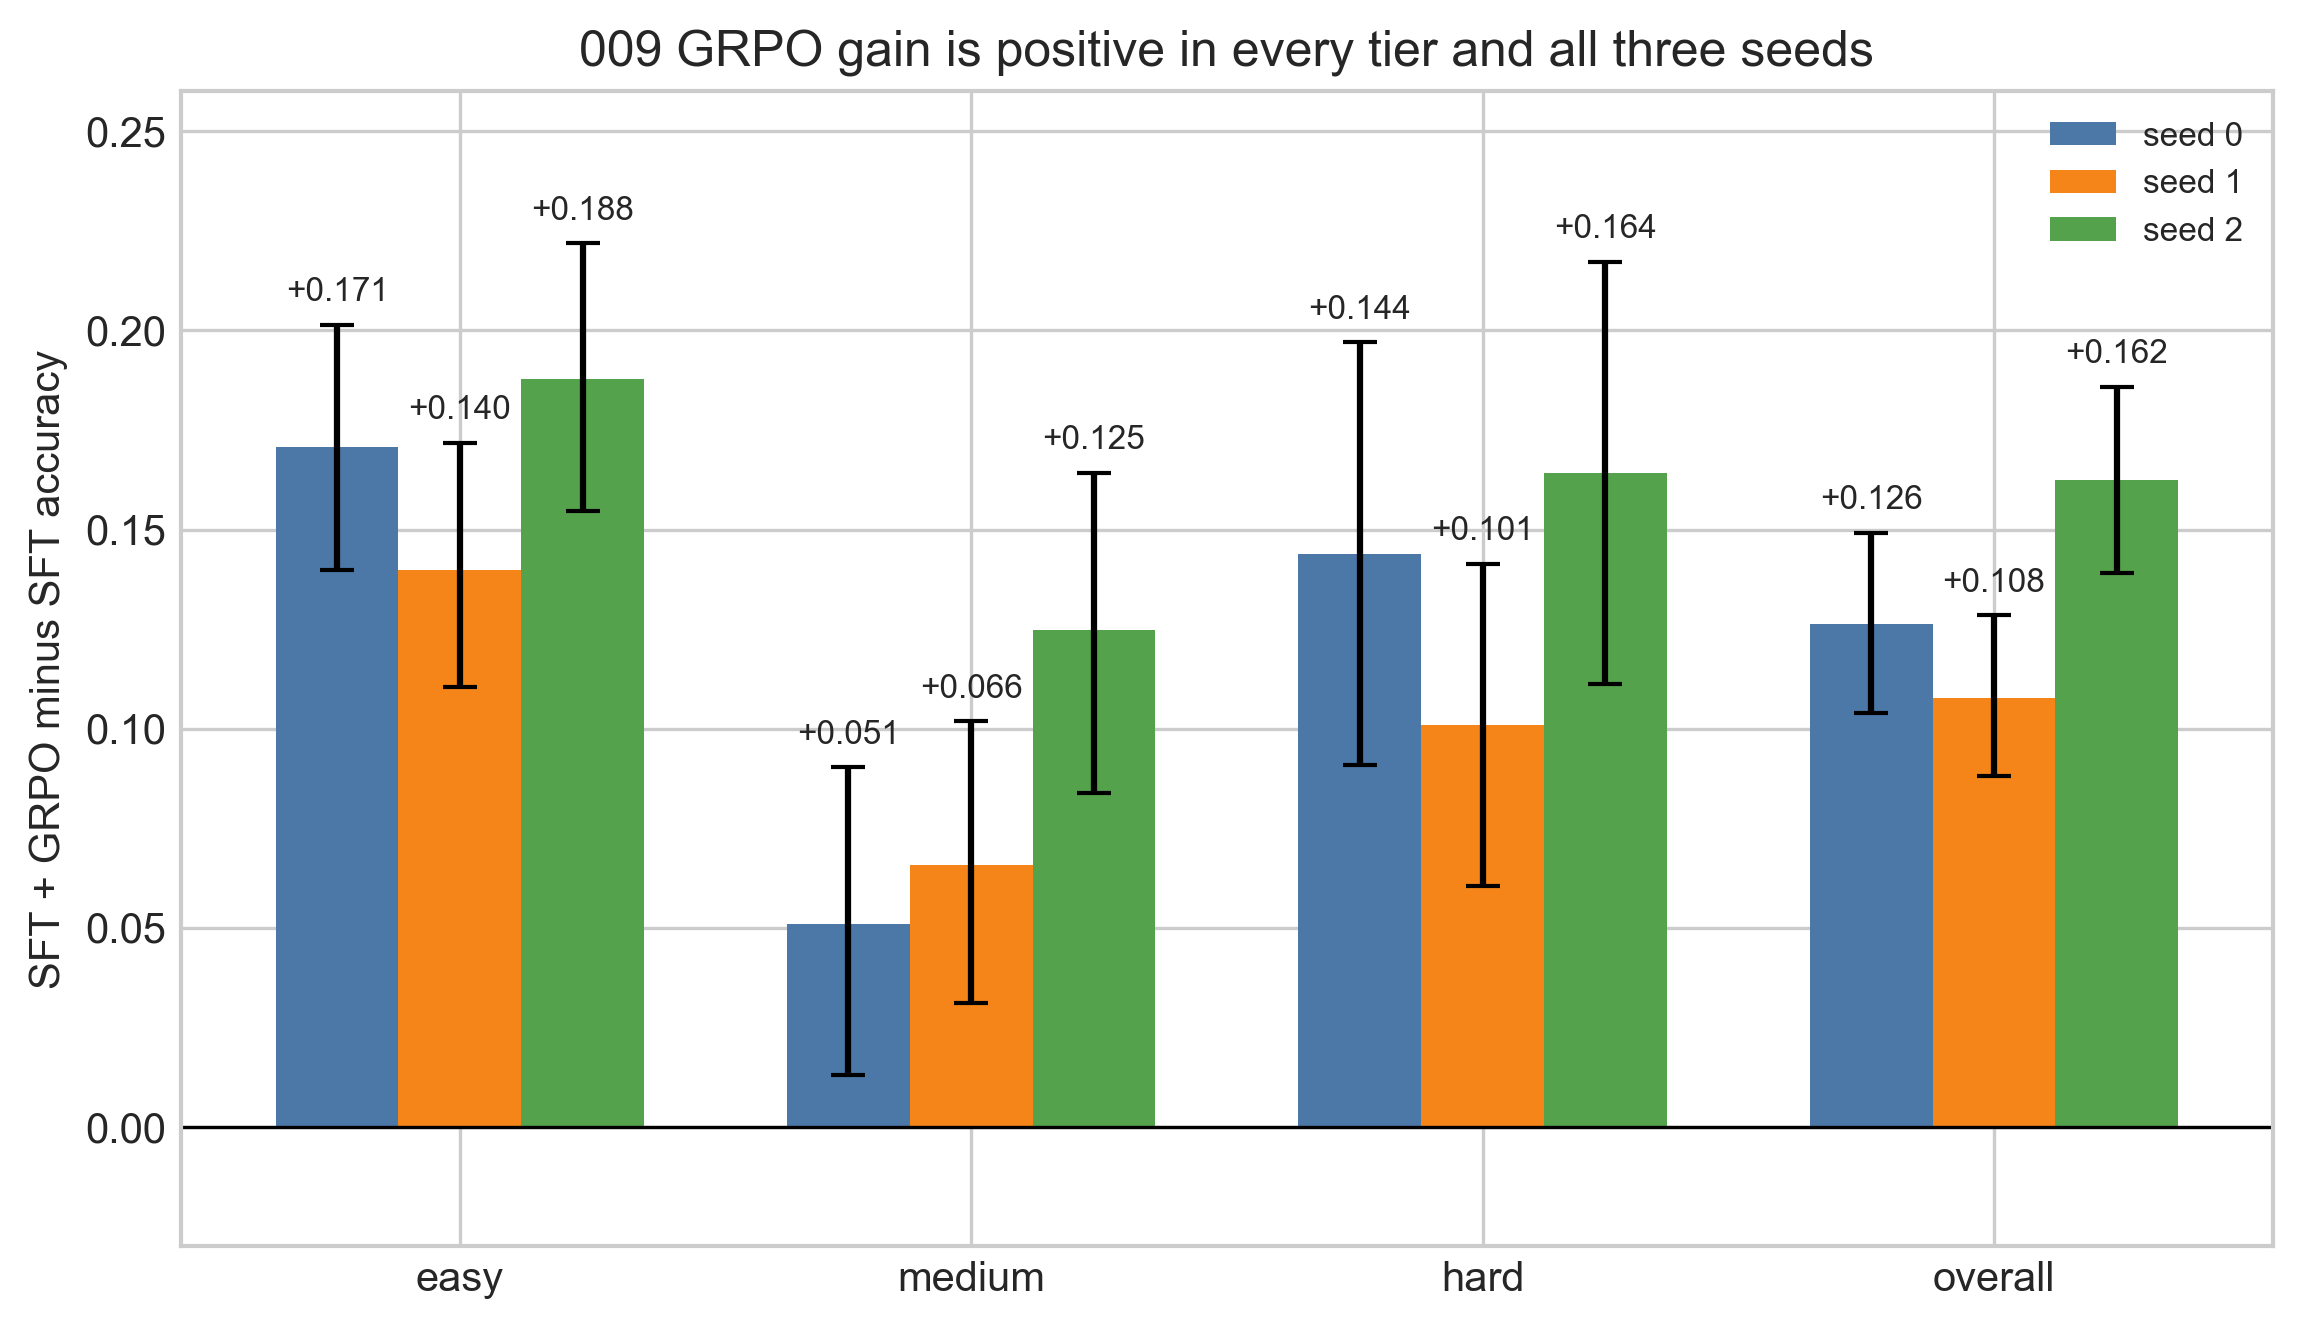 009 GRPO gain is positive in every tier and all three seeds
SFT + GRPO minus SFT accuracy
0.25
0.20
0.15
0.10
0.05
0.00
seed 0
seed 1
seed 2
+0.171
+0.140
+0.188
+0.051
+0.066
+0.125
+0.144
+0.101
+0.164
+0.126
+0.108
+0.162
easy
medium
hard
overall